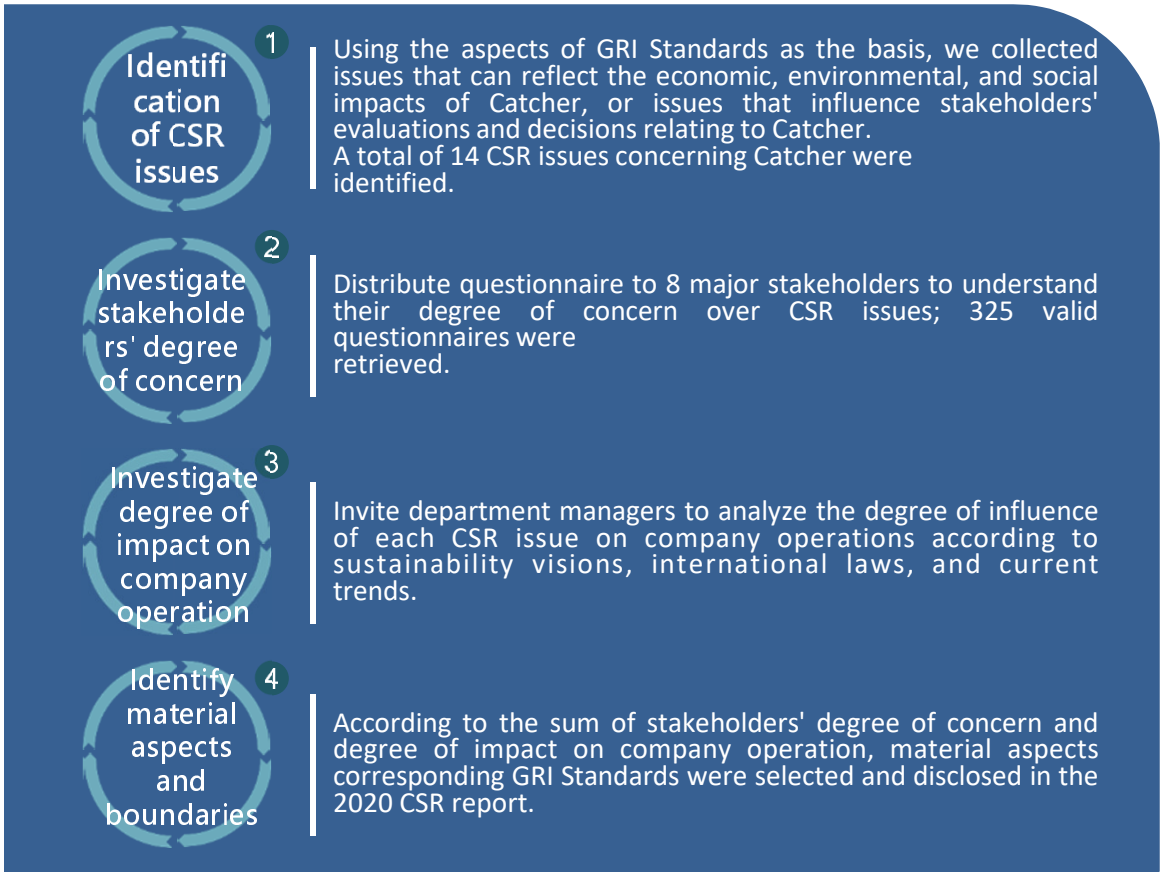 1
Identifi
cation
of CSR
issues
Using the aspects of GRI Standards as the basis, we collected
issues that can reflect the economic, environmental, and social
impacts of Catcher, or issues that influence stakeholders'
evaluations and decisions relating to Catcher.
A total of 14 CSR issues concerning Catcher were
identified.
2
Investigate
stakeholde
rs' degree
of concern
Distribute questionnaire to 8 major stakeholders to understand
their degree of concern over CSR issues; 325 valid
questionnaires were
retrieved.
3
Investigate
degree of
impact on
company
operation
Invite department managers to analyze the degree of influence
of each CSR issue on company operations according to
sustainability visions, international laws, and current
trends.
4
Identify
material
aspects
and
boundaries
According to the sum of stakeholders' degree of concern and
degree of impact on company operation, material aspects
corresponding GRI Standards were selected and disclosed in the
2020 CSR report.